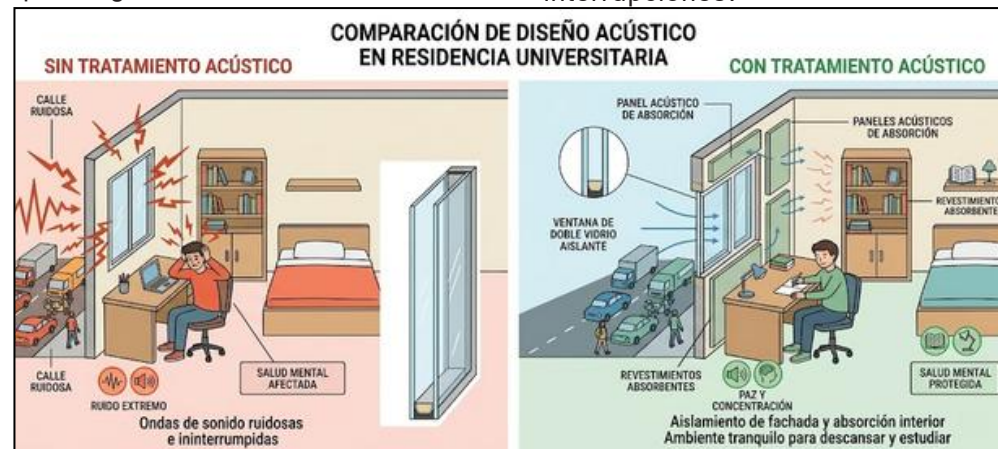 COMPARACIÓN DE DISEÑO ACÚSTICO
EN RESIDENCIA UNIVERSITARIA
SIN TRATAMIENTO ACÚSTICO
CALLE
RUIDOSA
CALLE
RUIDOSA
RUIDO EXTREMO
SALUD MENTAL
AFECTADA
Ondas de sonido ruidosas
e ininterrumpidas
CON TRATAMIENTO ACÚSTICO
PANEL ACÚSTICO
DE ABSORCIÓN
PANELES ACÚSTICOS
DE ABSORCIÓN
VENTANA DE
DOBLE VIDRIO
AISLANTE
REVESTIMIENTO
ABSORBENTE
REVESTIMIENTOS
ABSORBENTES
PAZ Y
CONCENTRACIÓN
SALUD MENTAL
PROTEGIDA
Aislamiento de fachada y absorción interior
Ambiente tranquilo para descansar y estudiar